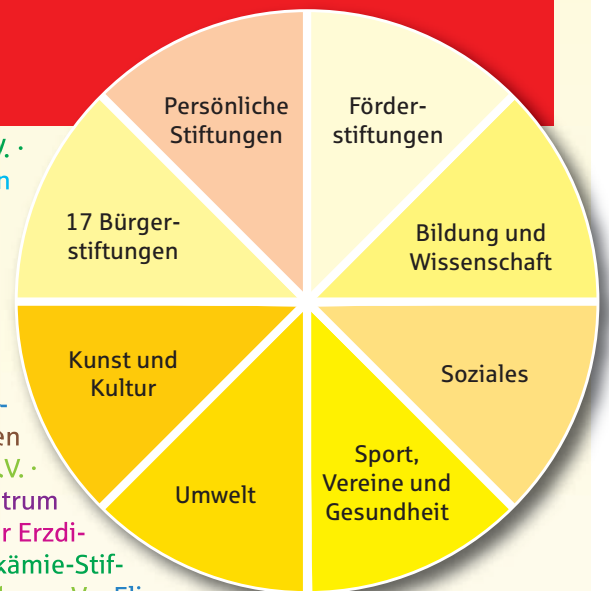 Persönliche
Stiftungen
Förder-
stiftungen
17 Bürger-
stiftungen
Bildung und
Wissenschaft
Kunst und
Kultur
Soziales
Umwelt
Sport,
Vereine und
Gesundheit
V. ·
n
-
en
.V. ·
trum
r Erzdi-
kämie-Stif-